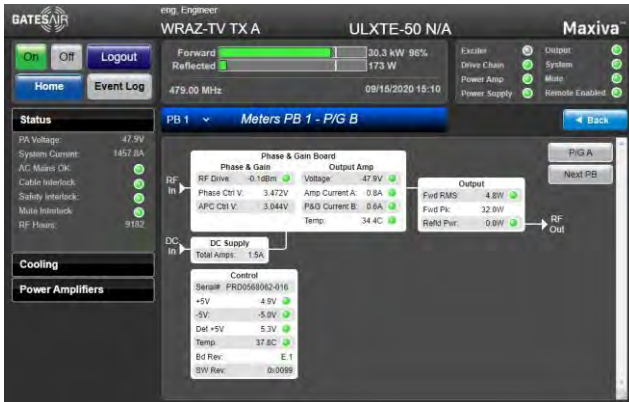 GATESAIR
eng, Engineer
WRAZ-TV TX A
ULXTE-50 N/A
Maxiva™
On
Off
Logout
Home
Event Log
Forward
30.3 kW 96%
Reflected
173 W
479.00 MHz
09/15/2020 15:10
Exciter
Output
Drive Chain
System
Power Amp
Mute
Power Supply
Remote Enabled
Status
PA Voltage: 47.9V
System Current: 1457.8A
AC Mains OK:
Cable Interlock:
Safety Interlock:
Mute Interlock:
RF Hours: 9182
Cooling
Power Amplifiers
PB 1
Meters PB 1 - P/G B
Back
P/G A
Next PB
Phase & Gain Board
Phase & Gain
Output Amp
RF In
RF Drive: -0.1dBm
Voltage: 47.9V
Phase Ctrl V: 3.472V
Amp Current A: 0.8A
APC Ctrl V: 3.044V
P&G Current B: 0.6A
Temp: 34.4C
Output
Fwd RMS: 4.8W
Fwd Pk: 32.0W
Refld Pwr: 0.0W
RF Out
DC In
DC Supply
Total Amps: 1.5A
Control
Serial# PRD0568062-016
+5V 4.9V
-5V: -5.0V
Det +5V 5.3V
Temp. 37.8C
Bd Rev: E.1
SW Rev: 0x0099